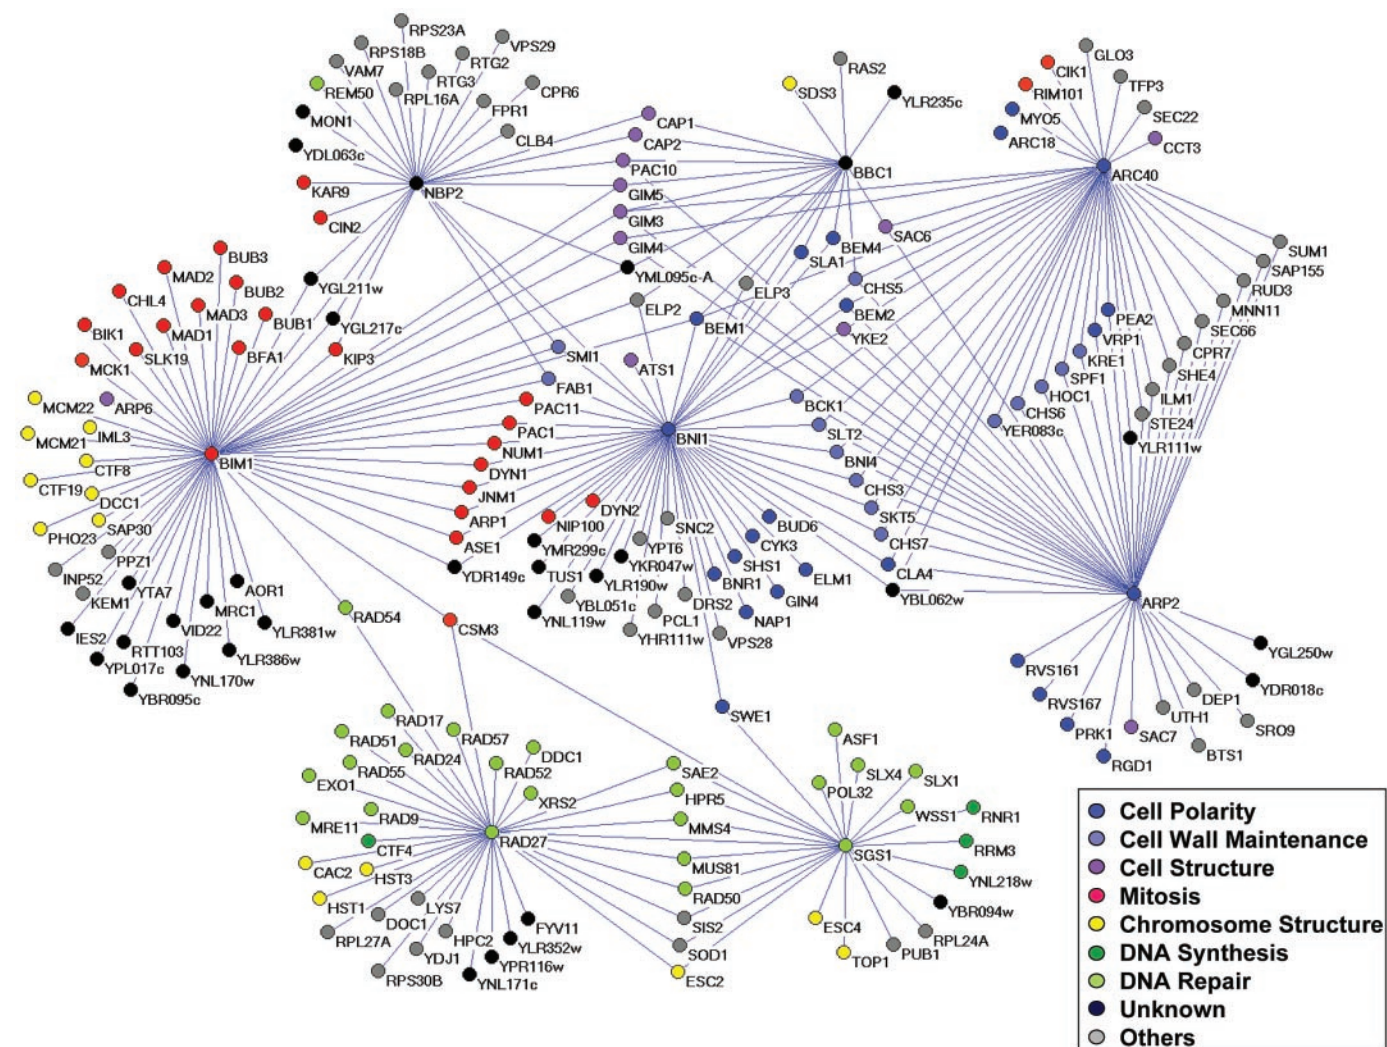 RPS23A
RPS18B
VPS29
RTG2
VAM7
RTG3
REM50
RPL16A
CPR6
FPR1
MON1
CLB4
YDL063c
KAR9
NBP2
CIN2
CAP1
CAP2
PAC10
GIM5
GIM3
GIM4
YML095c-A
RAS2
SDS3
YLR235c
BBC1
GLO3
CIK1
TFP3
RIM101
MYO5
SEC22
ARC18
CCT3
ARC40
SAC6
BEM4
SLA1
SUM1
SAP155
RUD3
MNN11
SEC66
CPR7
SHE4
ILM1
STE24
YLR111w
PEA2
VRP1
KRE1
SPF1
HOC1
CHS6
YER083c
BUB3
MAD2
BUB2
CHL4
MAD3
BUB1
BIK1
MAD1
SLK19
BFA1
MCK1
YGL211w
YGL217c
KIP3
ELP3
ELP2
CHS5
BEM1
BEM2
YKE2
SMI1
ATS1
FAB1
MCM22
ARP6
MCM21
IML3
CTF8
CTF19
DCC1
SAP30
PHO23
BIM1
PAC11
PAC1
NUM1
DYN1
JNM1
ARP1
ASE1
YDR149c
BNI1
BCK1
SLT2
BNI4
CHS3
SKT5
CHS7
CLA4
YBL062w
PPZ1
INP52
KEM1
YTA7
AOR1
MRC1
IES2
VID22
YLR381w
RTT103
YPL017c
YLR386w
YNL170w
YBR095c
DYN2
NIP100
SNC2
YMR299c
YPT6
TUS1
YKR047w
YLR190w
YBL051c
DRS2
YNL119w
PCL1
YHR111w
VPS28
BUD6
CYK3
SHS1
BNR1
ELM1
GIN4
NAP1
ARP2
RAD54
CSM3
SWE1
YGL250w
RVS161
YDR018c
RVS167
DEP1
UTH1
PRK1
SAC7
SRO9
RGD1
BTS1
RAD17
RAD51
RAD57
RAD24
DDC1
RAD55
RAD52
EXO1
XRS2
RAD9
MRE11
CTF4
RAD27
CAC2
HST3
HST1
LYS7
DOC1
FYV11
RPL27A
HPC2
YLR352w
YDJ1
YPR116w
RPS30B
YNL171c
SAE2
HPR5
MMS4
MUS81
RAD50
SIS2
SOD1
ESC2
ASF1
SLX4
SLX1
POL32
WSS1
RNR1
RRM3
SGS1
YNL218w
YBR094w
ESC4
RPL24A
TOP1
PUB1
Cell Polarity
Cell Wall Maintenance
Cell Structure
Mitosis
Chromosome Structure
DNA Synthesis
DNA Repair
Unknown
Others